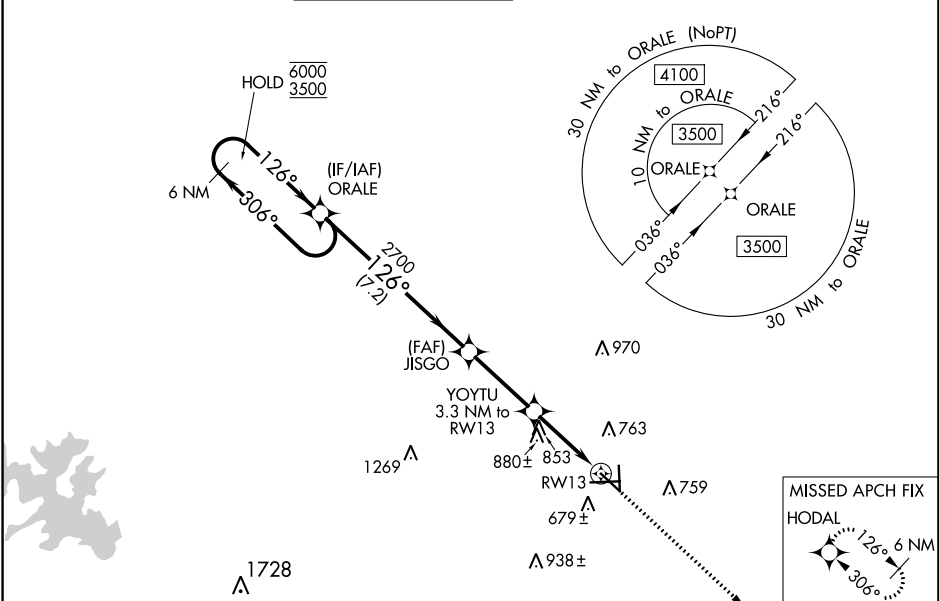 HOLD 6000
3500
6 NM
126°
306°
(IF/IAF)
ORALE
2700
126°
(7.2)
(FAF)
JISGO
YOYTU
3.3 NM to
RW13
970
763
1269
880± 853
RW13
759
679±
938±
1728
30 NM to ORALE (NoPT)
4100
10 NM to ORALE
3500
ORALE
216°
216°
036°
036°
ORALE
3500
30 NM to ORALE
MISSED APCH FIX
HODAL
126°
6 NM
306°